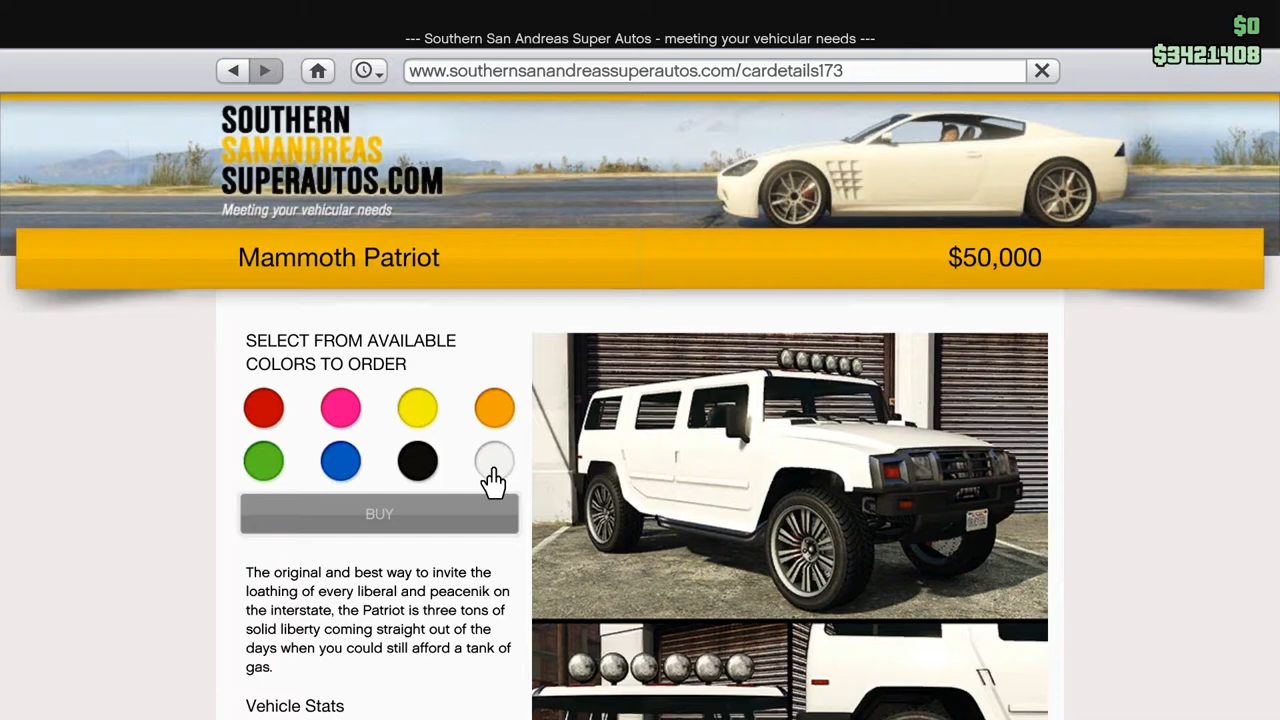 --- Southern San Andreas Super Autos - meeting your vehicular needs ---
$0
$3421408
www.southernsanandreassuperautos.com/cardetails173
SOUTHERN
SANANDREAS
SUPERAUTOS.COM
Meeting your vehicular needs
Mammoth Patriot
$50,000
SELECT FROM AVAILABLE
COLORS TO ORDER
BUY
The original and best way to invite the
loathing of every liberal and peacenik on
the interstate, the Patriot is three tons of
solid liberty coming straight out of the
days when you could still afford a tank of
gas.
Vehicle Stats